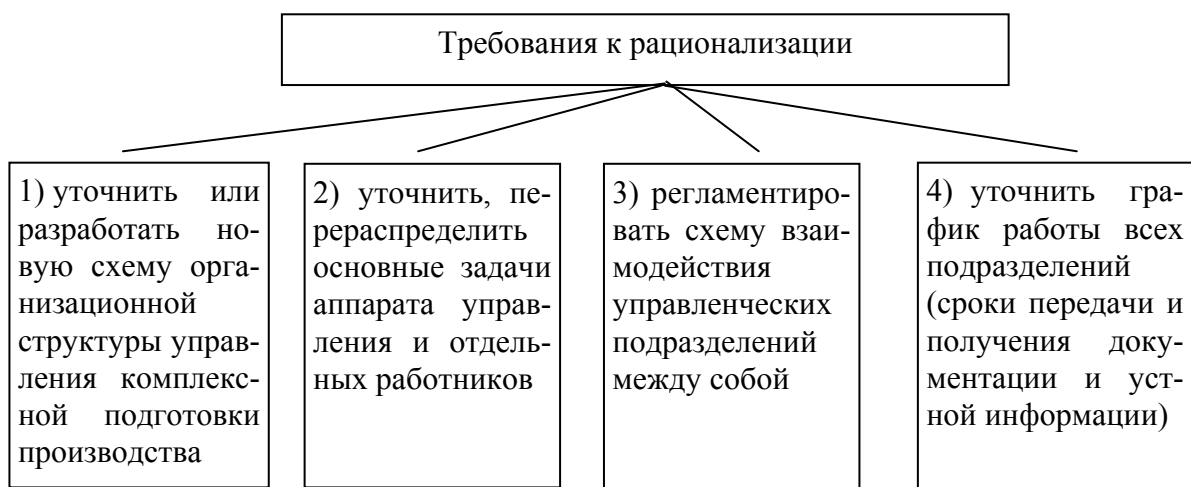 Требования к рационализации
1) уточнить или
разработать но-
вую схему орга-
низационной
структуры управ-
ления комплекс-
ной подготовки
производства
2) уточнить, пе-
рераспределить
основные задачи
аппарата управ-
ления и отдель-
ных работников
3) регламентиро-
вать схему взаи-
модействия
управленческих
подразделений
между собой
4) уточнить гра-
фик работы всех
подразделений
(сроки передачи и
получения доку-
ментации и уст-
ной информации)